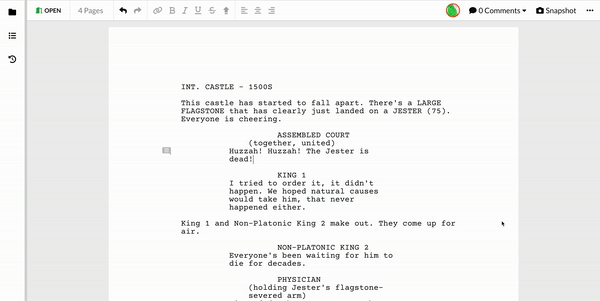 OPEN
4 Pages
B I U S
0 Comments
Snapshot
INT. CASTLE - 1500S
This castle has started to fall apart. There's a LARGE
FLAGSTONE that has clearly just landed on a JESTER (75).
Everyone is cheering.
ASSEMBLED COURT
(together, united)
Huzzah! Huzzah! The Jester is
dead!
KING 1
I tried to order it, it didn't
happen. We hoped natural causes
would take him, that never
happened either.
King 1 and Non-Platonic King 2 make out. They come up for
air.
NON-PLATONIC KING 2
Everyone's been waiting for him to
die for decades.
PHYSICIAN
(holding Jester's flagstone-
severed arm)